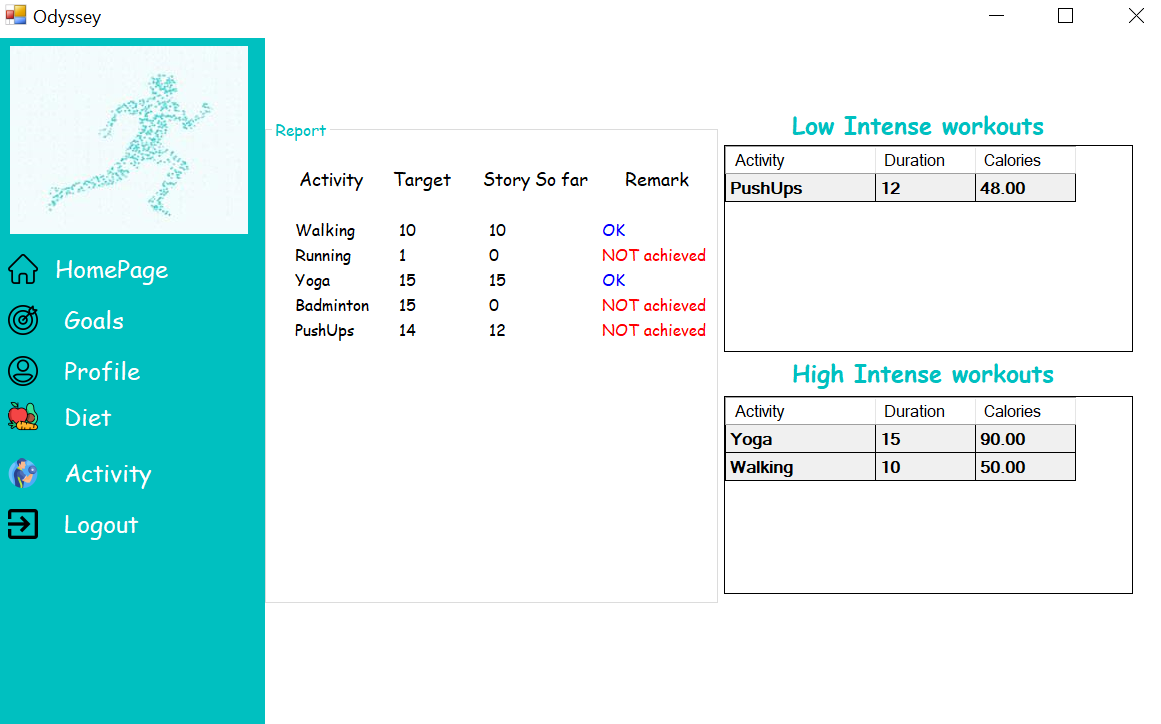 Odyssey
HomePage
Goals
Profile
Diet
Activity
Logout
Report
Activity Target Story So far Remark
Walking 10 10 OK
Running 1 0 NOT achieved
Yoga 15 15 OK
Badminton 15 0 NOT achieved
PushUps 14 12 NOT achieved
Low Intense workouts
Activity Duration Calories
PushUps 12 48.00
High Intense workouts
Activity Duration Calories
Yoga 15 90.00
Walking 10 50.00